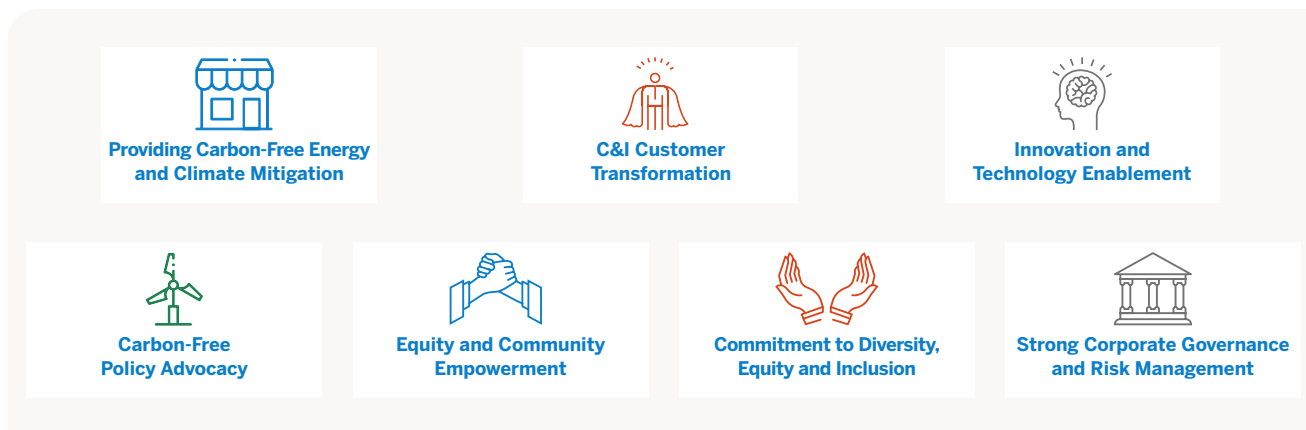 Providing Carbon-Free Energy
and Climate Mitigation
C&I Customer
Transformation
Innovation and
Technology Enablement
Carbon-Free
Policy Advocacy
Equity and Community
Empowerment
Commitment to Diversity,
Equity and Inclusion
Strong Corporate Governance
and Risk Management